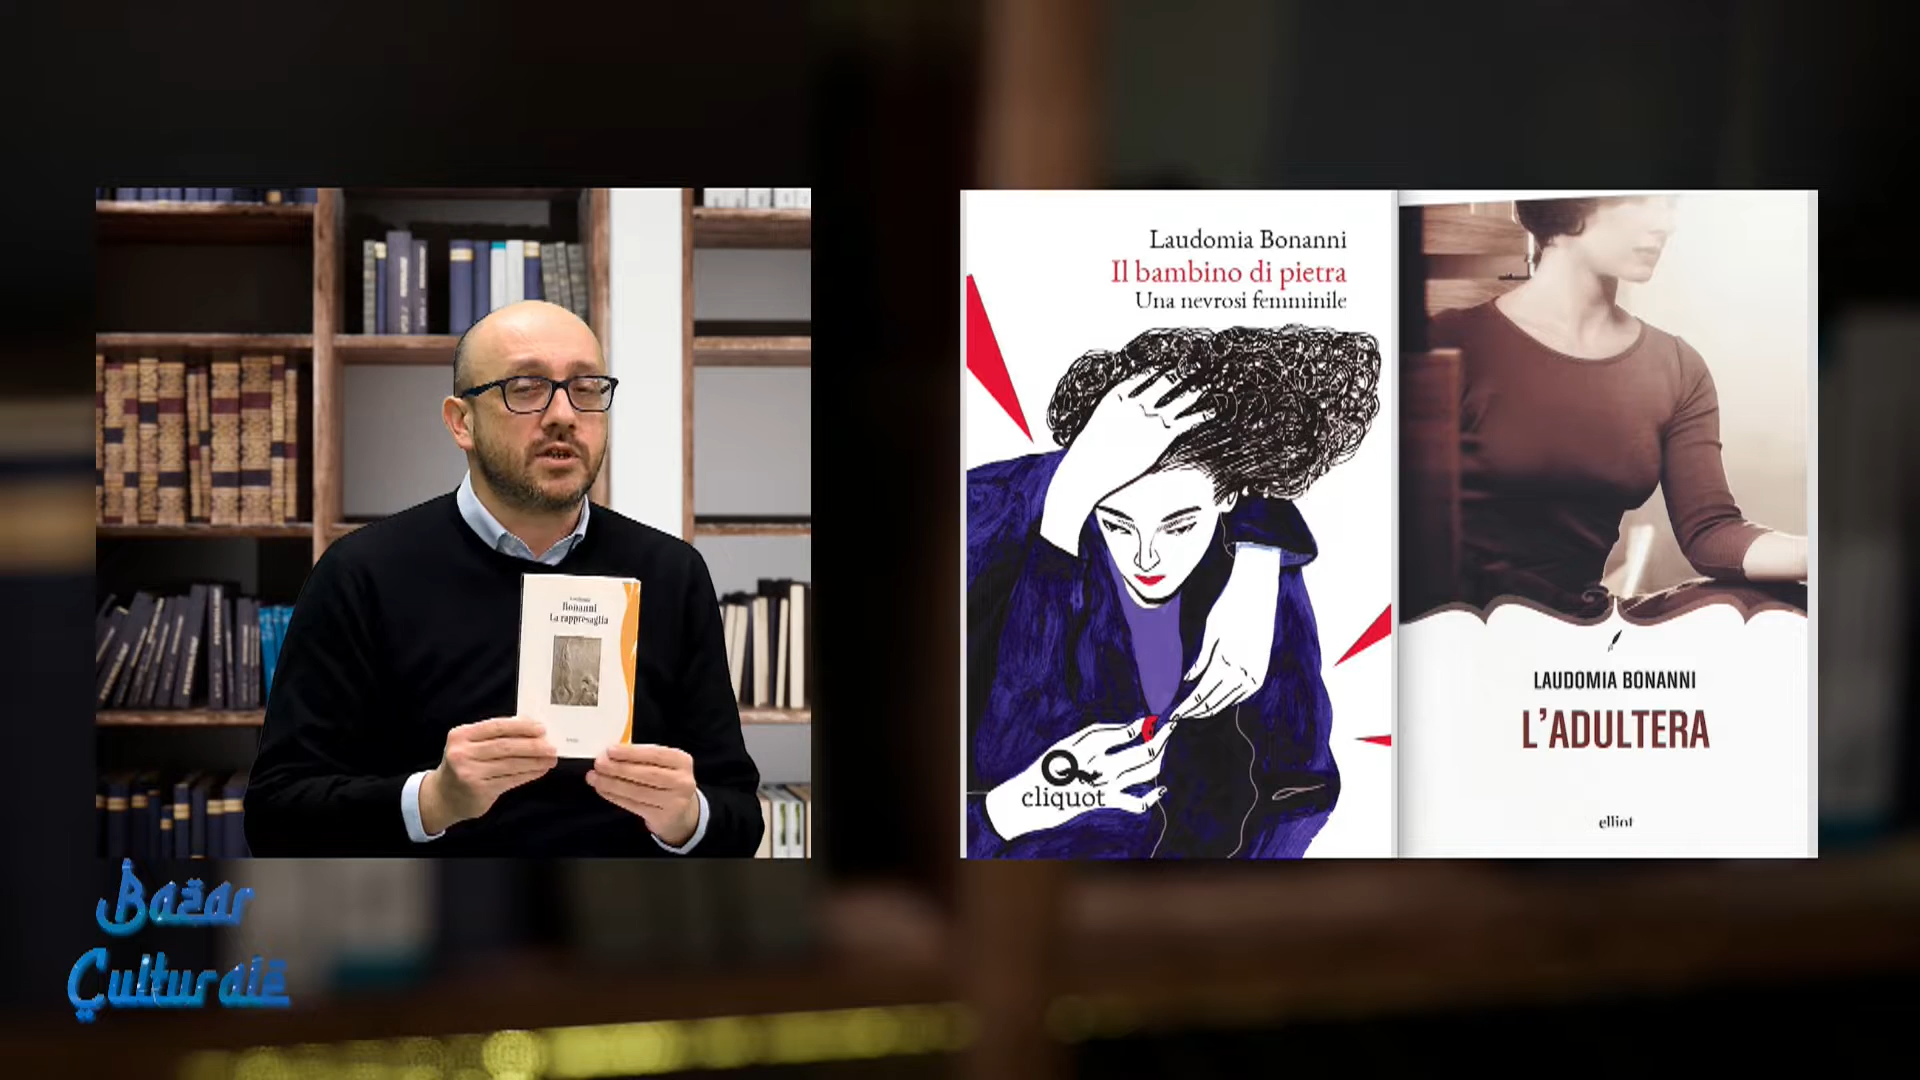 Laudomia
Bonanni
La rappresaglia
Laudomia Bonanni
Il bambino di pietra
Una nevrosi femminile
cliquot
LAUDOMIA BONANNI
L'ADULTERA
elliot
Bazar
Culturale